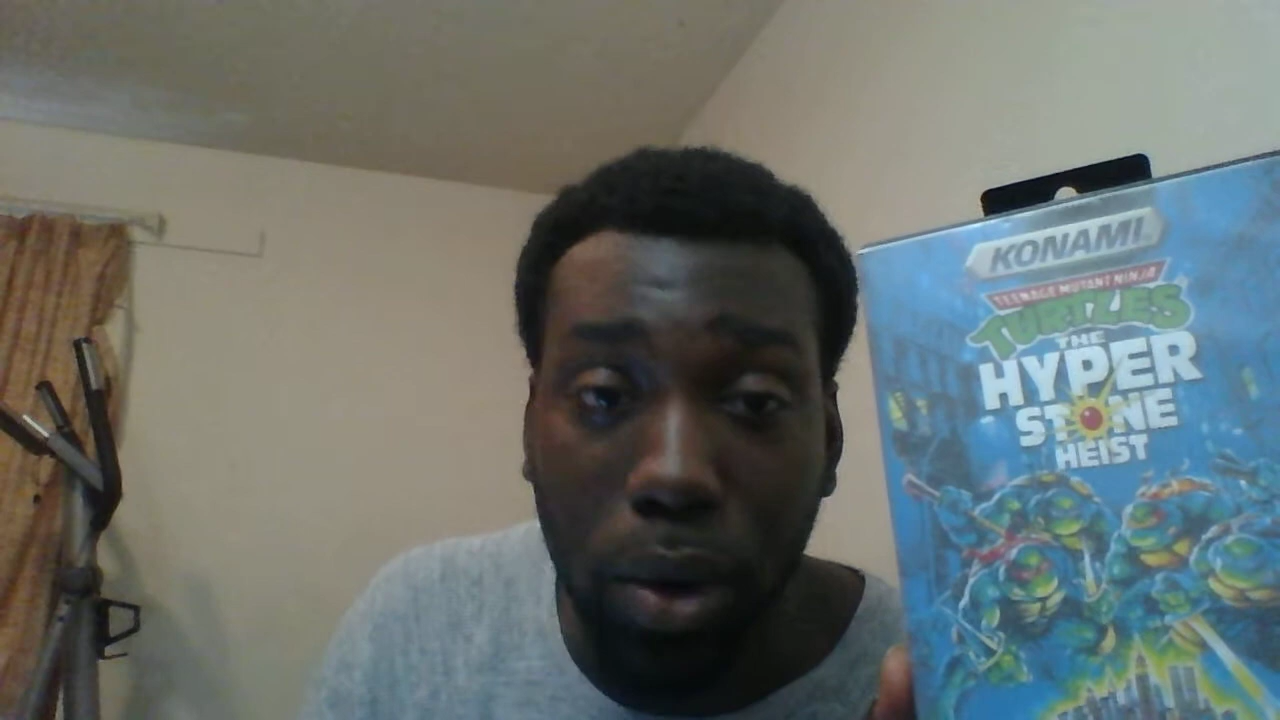 KONAMI
TEENAGE MUTANT NINJA
TURTLES
THE
HYPER
STONE
HEIST